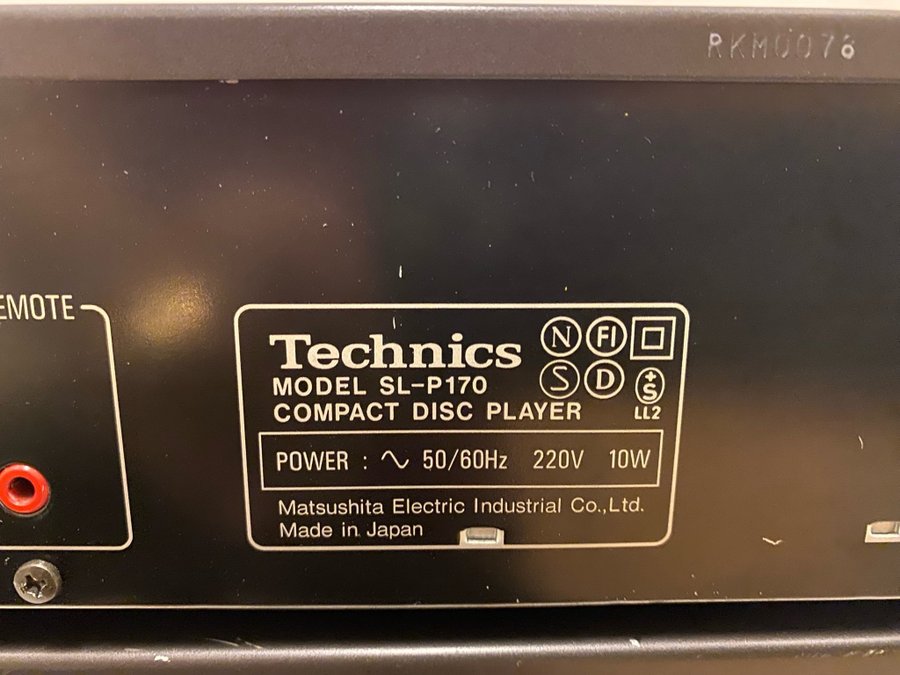 RKM0078
EMOTE
Technics
N FI
MODEL SL-P170
S D +S
COMPACT DISC PLAYER
LL2
POWER : ∿ 50/60Hz 220V 10W
Matsushita Electric Industrial Co.,Ltd.
Made in Japan